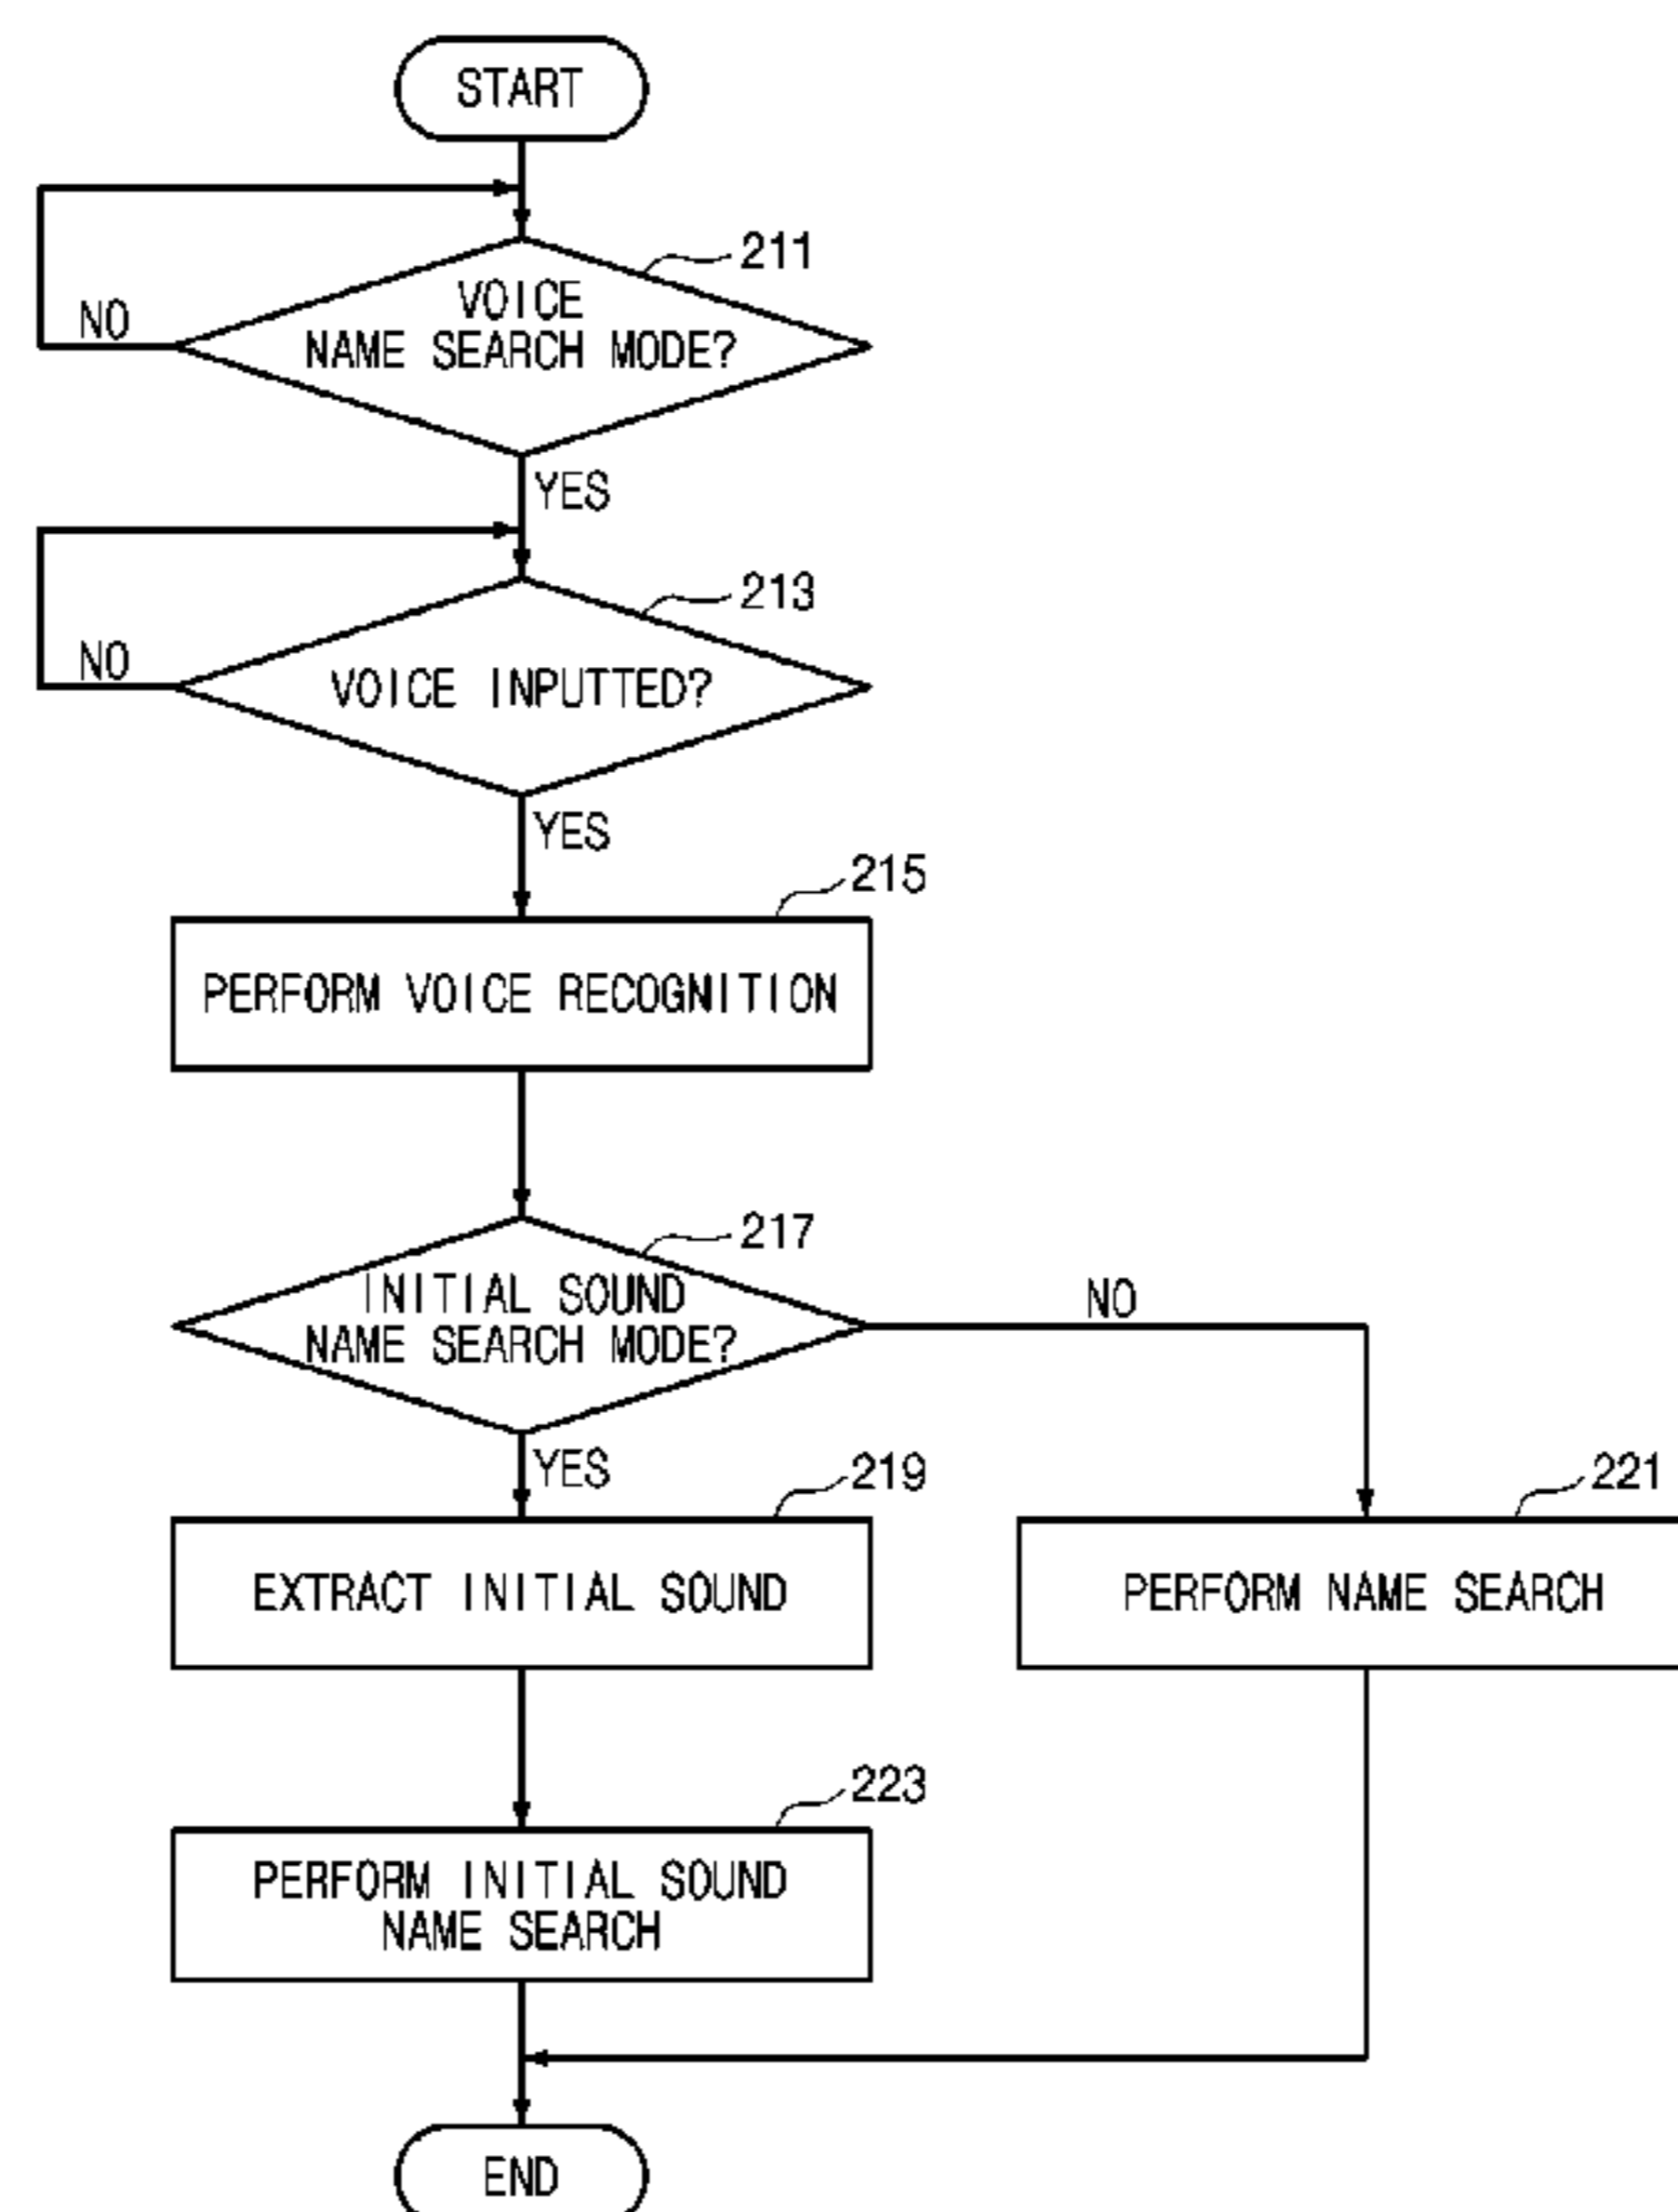 START
211
VOICE
NAME SEARCH MODE?
NO
YES
213
VOICE INPUTTED?
NO
YES
215
PERFORM VOICE RECOGNITION
217
INITIAL SOUND
NAME SEARCH MODE?
NO
YES
219
EXTRACT INITIAL SOUND
221
PERFORM NAME SEARCH
223
PERFORM INITIAL SOUND
NAME SEARCH
END